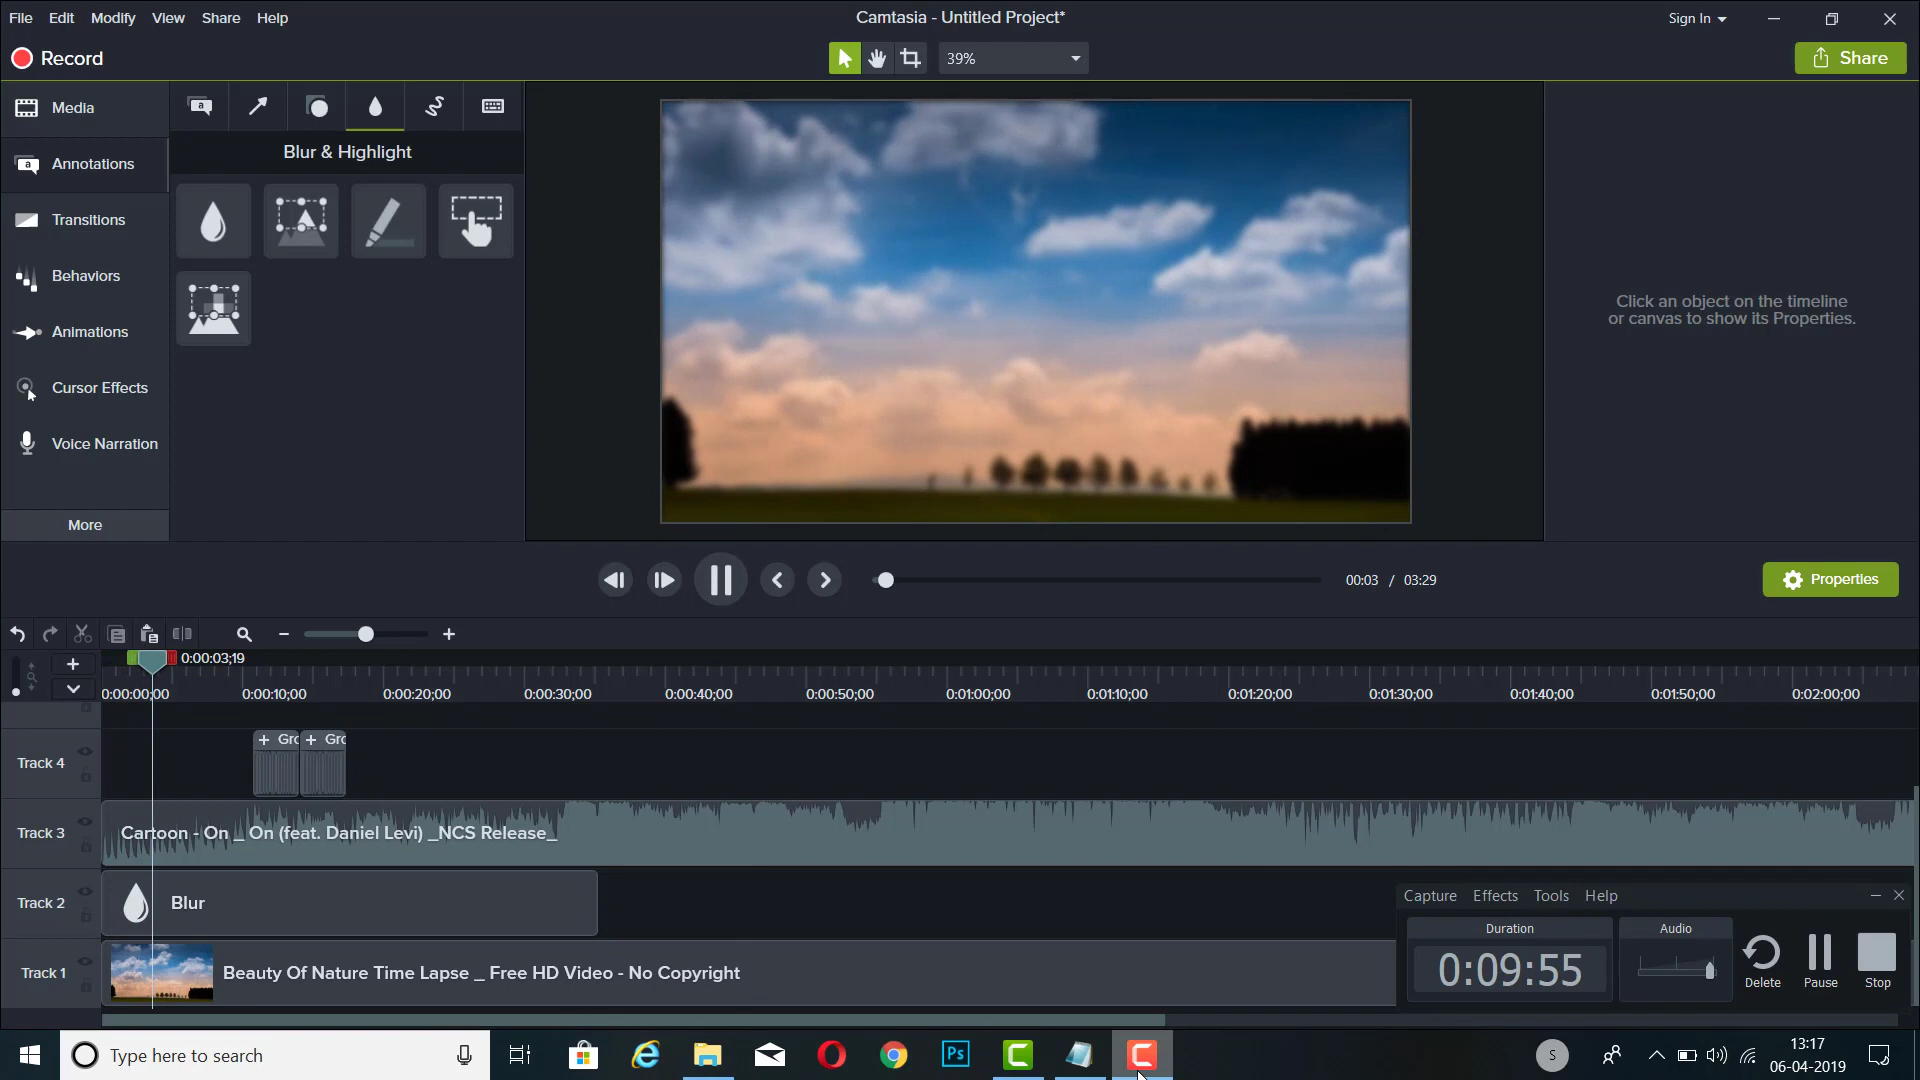 File Edit Modify View Share Help
Camtasia - Untitled Project*
Sign In
Record
39%
Share
Media
Annotations
Transitions
Behaviors
Animations
Cursor Effects
Voice Narration
More
a
a
Blur & Highlight
Click an object on the timeline
or canvas to show its Properties.
00:03 / 03:29
Properties
0:00:03;19
0:00:00;00 0:00:10;00 0:00:20;00 0:00:30;00 0:00:40;00 0:00:50;00 0:01:00;00 0:01:10;00 0:01:20;00 0:01:30;00 0:01:40;00 0:01:50;00 0:02:00;00
Track 4
+ Gro + Gro
Track 3
Cartoon - On _ On (feat. Daniel Levi) _NCS Release_
Track 2
Blur
Track 1
Beauty Of Nature Time Lapse _ Free HD Video - No Copyright
Capture Effects Tools Help
Duration
Audio
0:09:55
Delete
Pause
Stop
Type here to search
Ps
S
13:17
06-04-2019